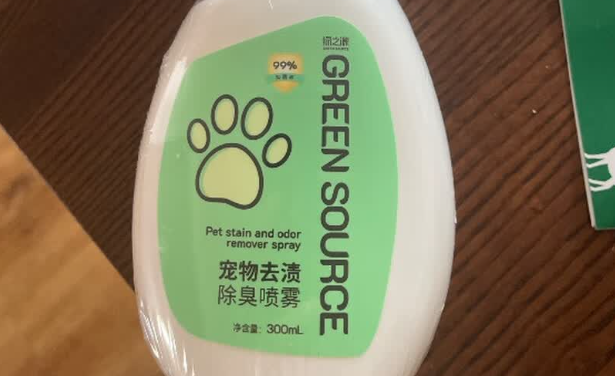 99%
GREEN SOURCE
Pet stain and odor
remover spray
宠物去渍
除臭喷雾
净含量：300mL